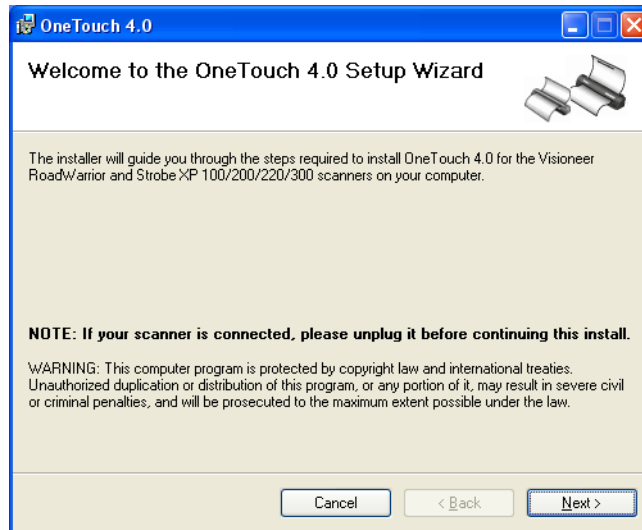 OneTouch 4.0
Welcome to the OneTouch 4.0 Setup Wizard
The installer will guide you through the steps required to install OneTouch 4.0 for the Visioneer
RoadWarrior and Strobe XP 100/200/220/300 scanners on your computer.
NOTE: If your scanner is connected, please unplug it before continuing this install.
WARNING: This computer program is protected by copyright law and international treaties.
Unauthorized duplication or distribution of this program, or any portion of it, may result in severe civil
or criminal penalties, and will be prosecuted to the maximum extent possible under the law.
Cancel < Back Next >